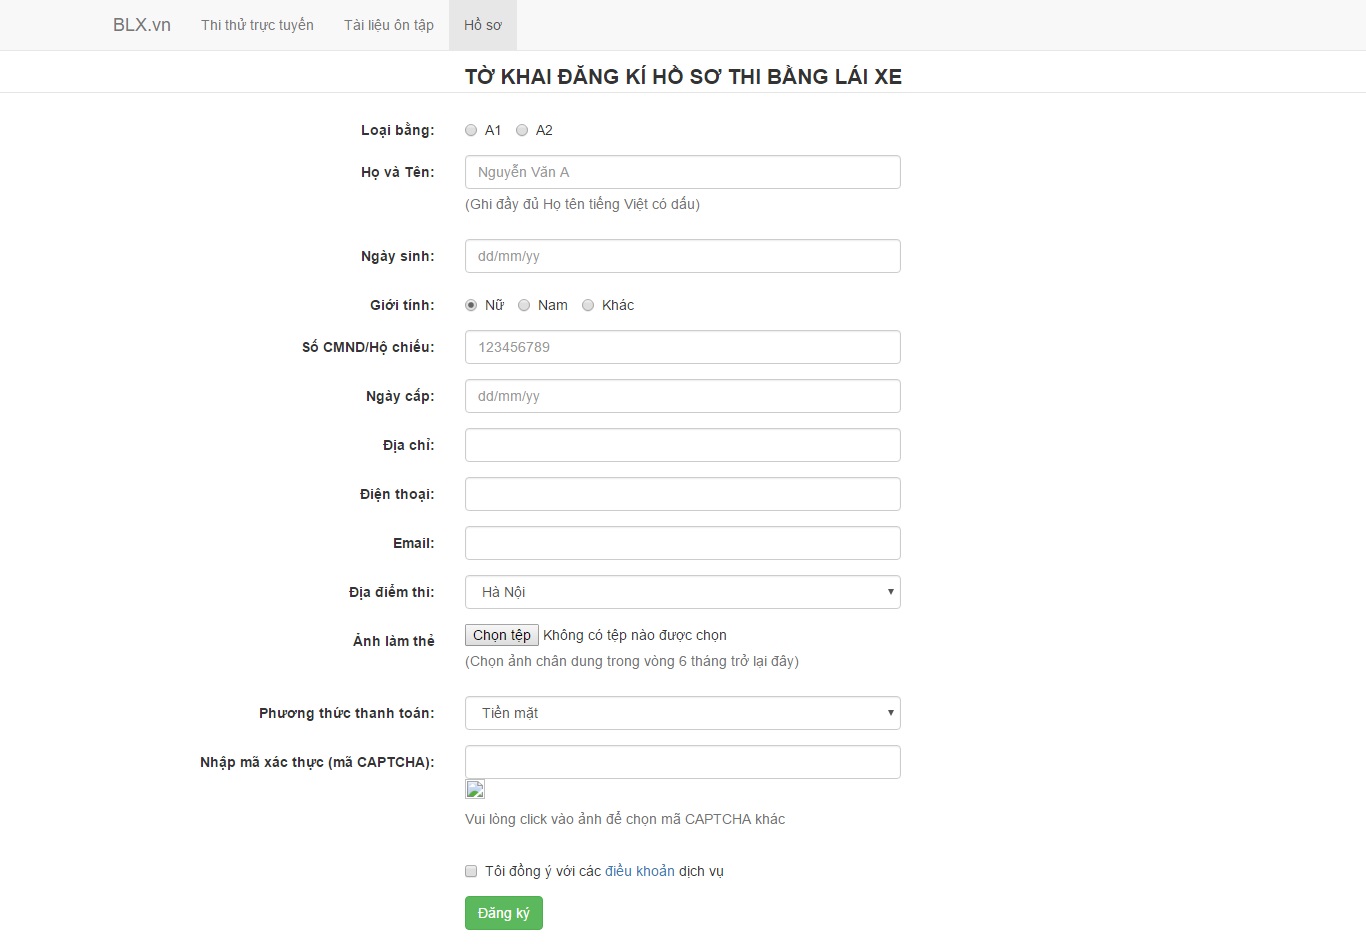 BLX.vn Thi thử trực tuyến Tài liệu ôn tập Hồ sơ
TỜ KHAI ĐĂNG KÍ HỒ SƠ THI BẰNG LÁI XE
Loại bằng: A1 A2
Họ và Tên: Nguyễn Văn A
(Ghi đầy đủ Họ tên tiếng Việt có dấu)
Ngày sinh: dd/mm/yy
Giới tính: Nữ Nam Khác
Số CMND/Hộ chiếu: 123456789
Ngày cấp: dd/mm/yy
Địa chỉ:
Điện thoại:
Email:
Địa điểm thi: Hà Nội
Ảnh làm thẻ Chọn tệp Không có tệp nào được chọn
(Chọn ảnh chân dung trong vòng 6 tháng trở lại đây)
Phương thức thanh toán: Tiền mặt
Nhập mã xác thực (mã CAPTCHA):
Vui lòng click vào ảnh để chọn mã CAPTCHA khác
Tôi đồng ý với các điều khoản dịch vụ
Đăng ký